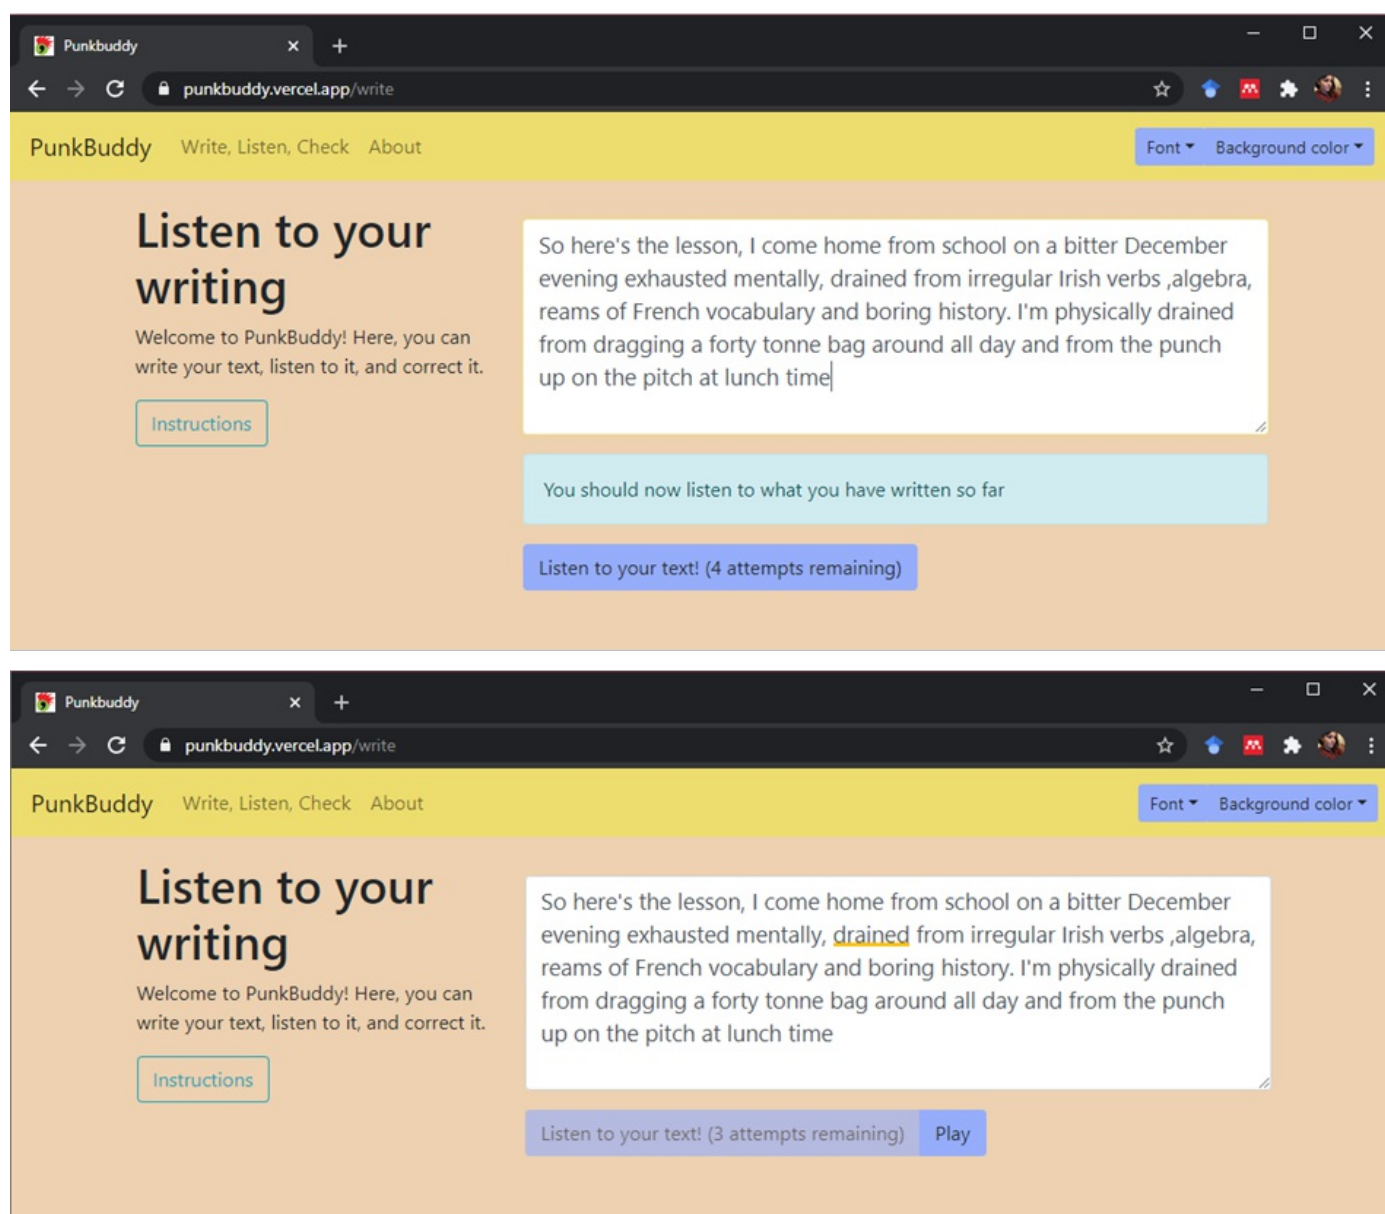 Punkbuddy
punkbuddy.vercel.app/write
PunkBuddy Write, Listen, Check About Font Background color
Listen to your
writing
Welcome to PunkBuddy! Here, you can
write your text, listen to it, and correct it.
Instructions
So here's the lesson, I come home from school on a bitter December
evening exhausted mentally, drained from irregular Irish verbs ,algebra,
reams of French vocabulary and boring history. I'm physically drained
from dragging a forty tonne bag around all day and from the punch
up on the pitch at lunch time
You should now listen to what you have written so far
Listen to your text! (4 attempts remaining)
Punkbuddy
punkbuddy.vercel.app/write
PunkBuddy Write, Listen, Check About Font Background color
Listen to your
writing
Welcome to PunkBuddy! Here, you can
write your text, listen to it, and correct it.
Instructions
So here's the lesson, I come home from school on a bitter December
evening exhausted mentally, drained from irregular Irish verbs ,algebra,
reams of French vocabulary and boring history. I'm physically drained
from dragging a forty tonne bag around all day and from the punch
up on the pitch at lunch time
Listen to your text! (3 attempts remaining) Play